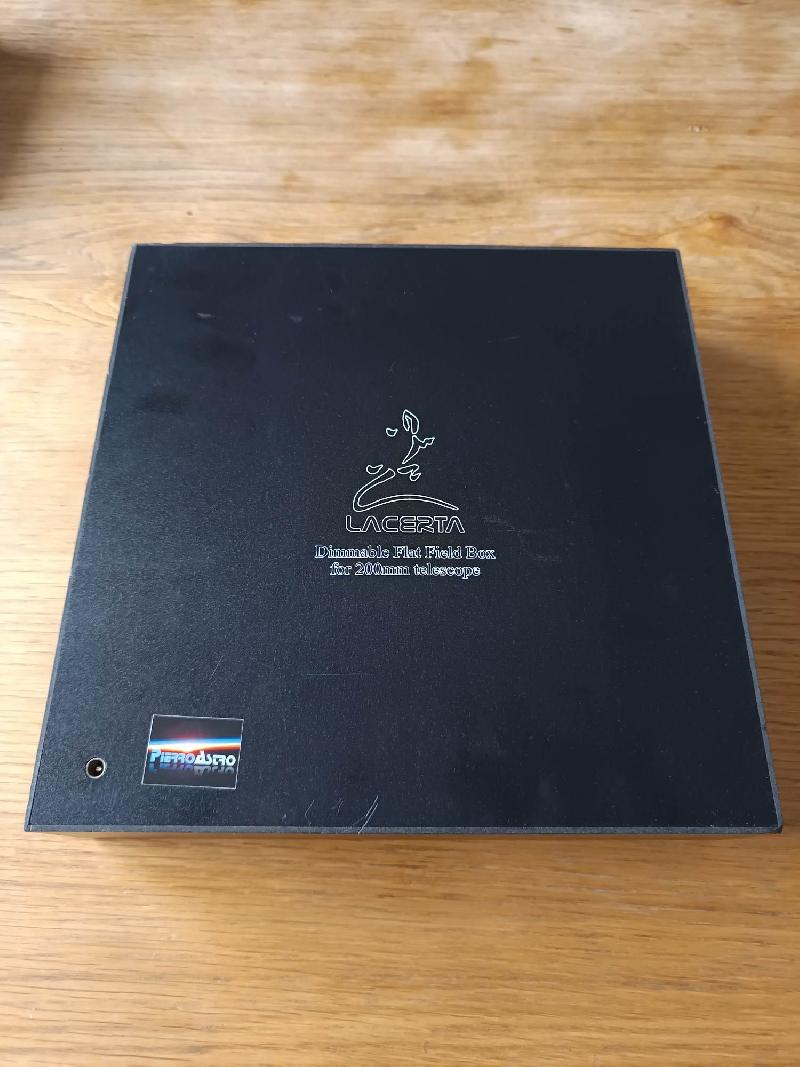 LACERTA
Dimmable Flat Field Box
for 200mm telescope
PIERROASTRO